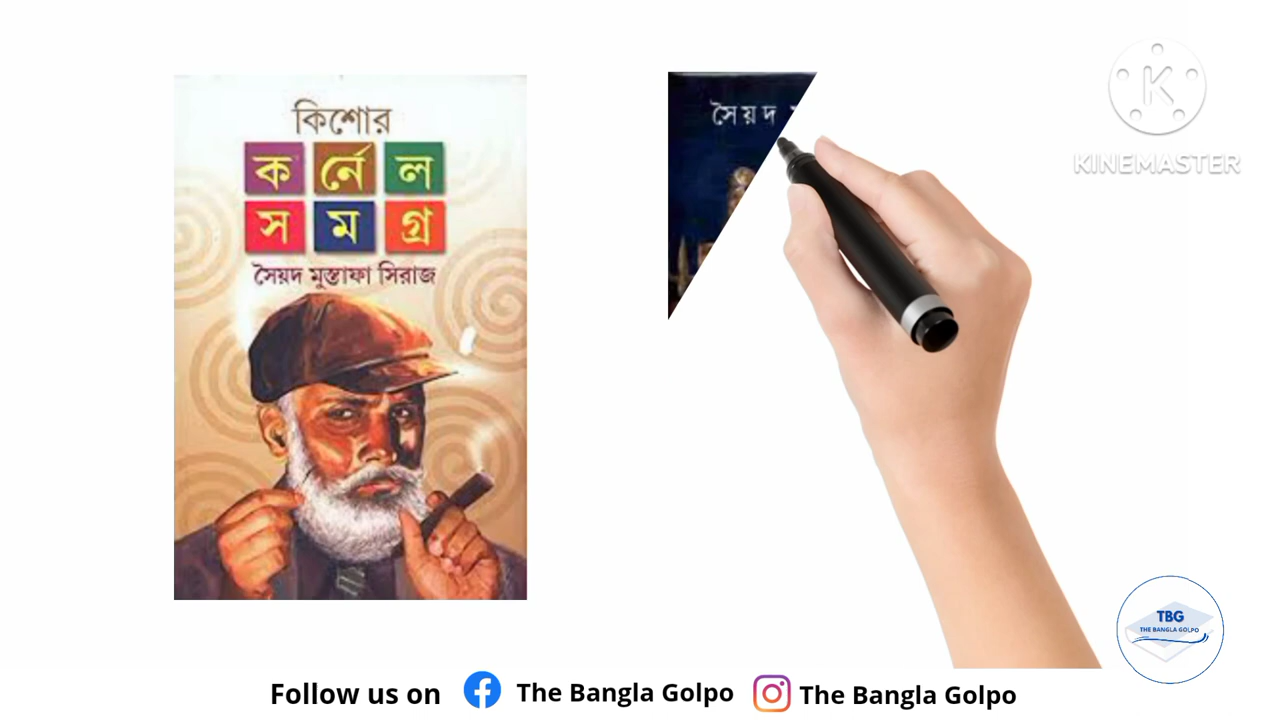 কিশোর
কর্নেল
সমগ্র
সৈয়দ মুস্তাফা সিরাজ
সৈয়দ
KINEMASTER
TBG
THE BANGLA GOLPO
Follow us on The Bangla Golpo The Bangla Golpo